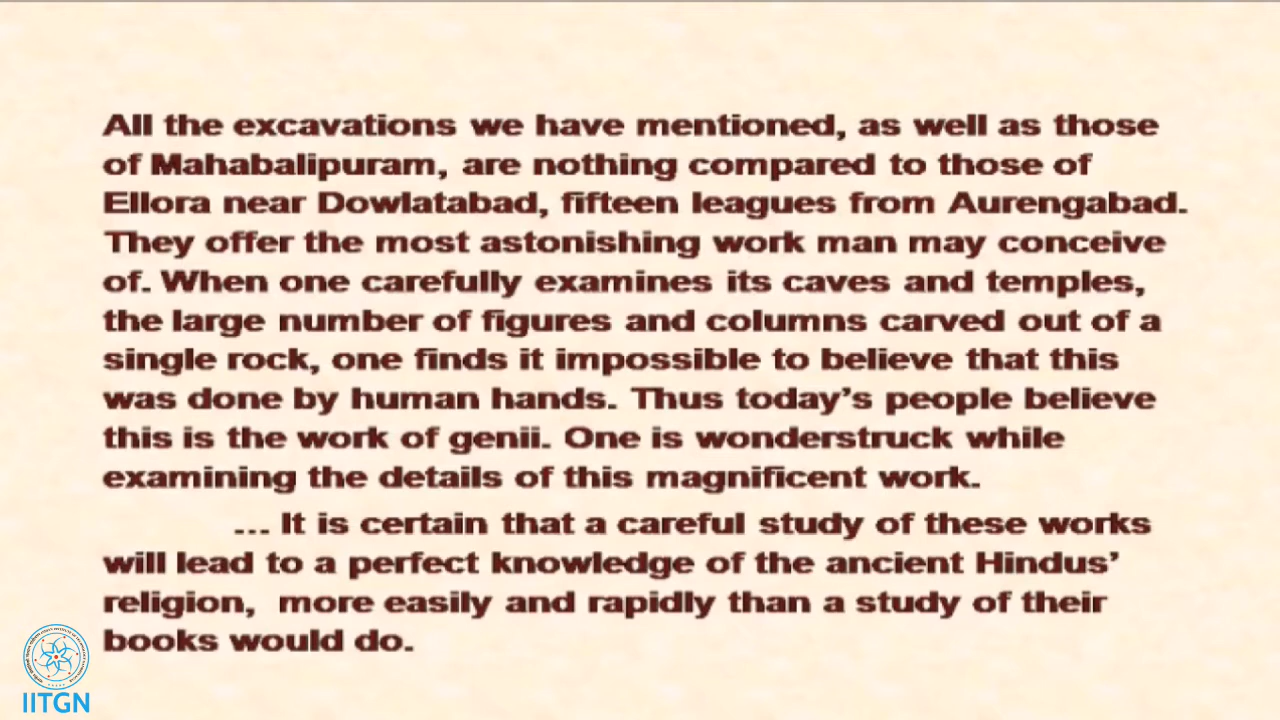 All the excavations we have mentioned, as well as those
of Mahabalipuram, are nothing compared to those of
Ellora near Dowlatabad, fifteen leagues from Aurengabad.
They offer the most astonishing work man may conceive
of. When one carefully examines its caves and temples,
the large number of figures and columns carved out of a
single rock, one finds it impossible to believe that this
was done by human hands. Thus today’s people believe
this is the work of genii. One is wonderstruck while
examining the details of this magnificent work.
… It is certain that a careful study of these works
will lead to a perfect knowledge of the ancient Hindus’
religion, more easily and rapidly than a study of their
books would do.
IITGN